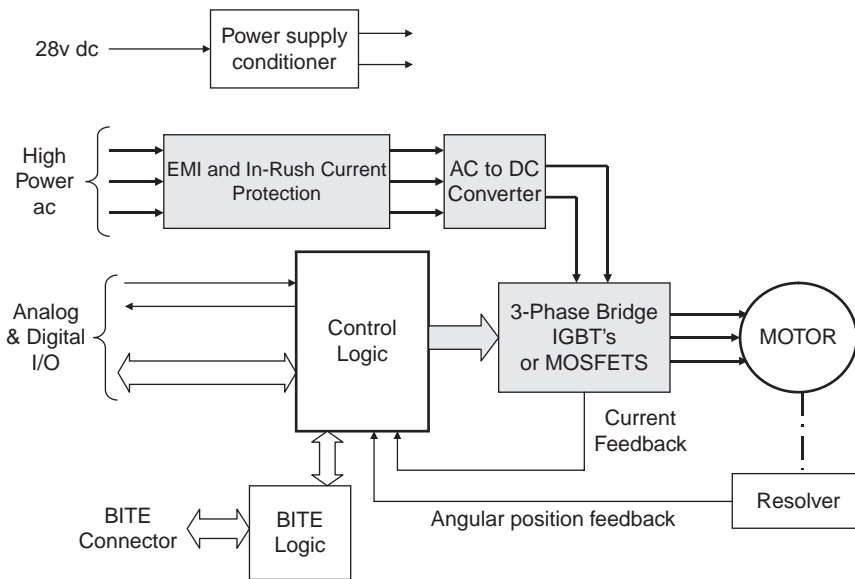 28v dc
Power supply
conditioner
High
Power
ac
EMI and In-Rush Current
Protection
AC to DC
Converter
Analog
& Digital
I/O
Control
Logic
3-Phase Bridge
IGBT's
or MOSFETS
MOTOR
Current
Feedback
Resolver
Angular position feedback
BITE
Connector
BITE
Logic